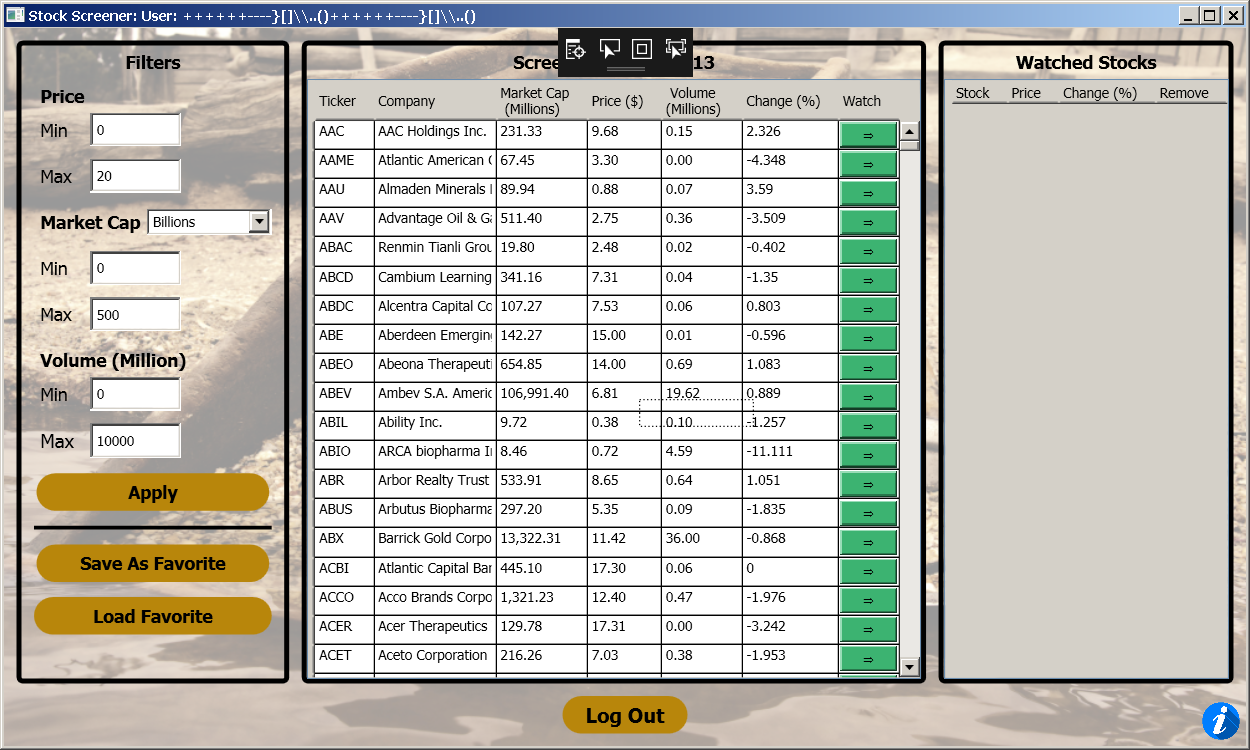 Stock Screener: User: ++++++----}[]\\..()++++++----}[]\\..()
Filters
Price
Min 0
Max 20
Market Cap Billions
Min 0
Max 500
Volume (Million)
Min 0
Max 10000
Apply
Save As Favorite
Load Favorite
13
Ticker Company Market Cap (Millions) Price ($) Volume (Millions) Change (%) Watch
AAC AAC Holdings Inc. 231.33 9.68 0.15 2.326 ⇒
AAME Atlantic American 67.45 3.30 0.00 -4.348 ⇒
AAU Almaden Minerals 89.94 0.88 0.07 3.59 ⇒
AAV Advantage Oil & Ga 511.40 2.75 0.36 -3.509 ⇒
ABAC Renmin Tianli Grou 19.80 2.48 0.02 -0.402 ⇒
ABCD Cambium Learning 341.16 7.31 0.04 -1.35 ⇒
ABDC Alcentra Capital Co 107.27 7.53 0.06 0.803 ⇒
ABE Aberdeen Emerging 142.27 15.00 0.01 -0.596 ⇒
ABEO Abeona Therapeuti 654.85 14.00 0.69 1.083 ⇒
ABEV Ambev S.A. Americ 106,991.40 6.81 19.62 0.889 ⇒
ABIL Ability Inc. 9.72 0.38 0.10 -1.257 ⇒
ABIO ARCA biopharma I 8.46 0.72 4.59 -11.111 ⇒
ABR Arbor Realty Trust 533.91 8.65 0.64 1.051 ⇒
ABUS Arbutus Biopharma 297.20 5.35 0.09 -1.835 ⇒
ABX Barrick Gold Corpo 13,322.31 11.42 36.00 -0.868 ⇒
ACBI Atlantic Capital Ban 445.10 17.30 0.06 0 ⇒
ACCO Acco Brands Corpo 1,321.23 12.40 0.47 -1.976 ⇒
ACER Acer Therapeutics 129.78 17.31 0.00 -3.242 ⇒
ACET Aceto Corporation 216.26 7.03 0.38 -1.953 ⇒
Watched Stocks
Stock Price Change (%) Remove
Log Out
i